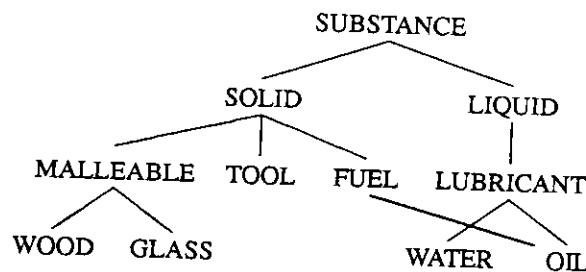 SUBSTANCE
SOLID LIQUID
MALLEABLE TOOL FUEL LUBRICANT
WOOD GLASS WATER OIL